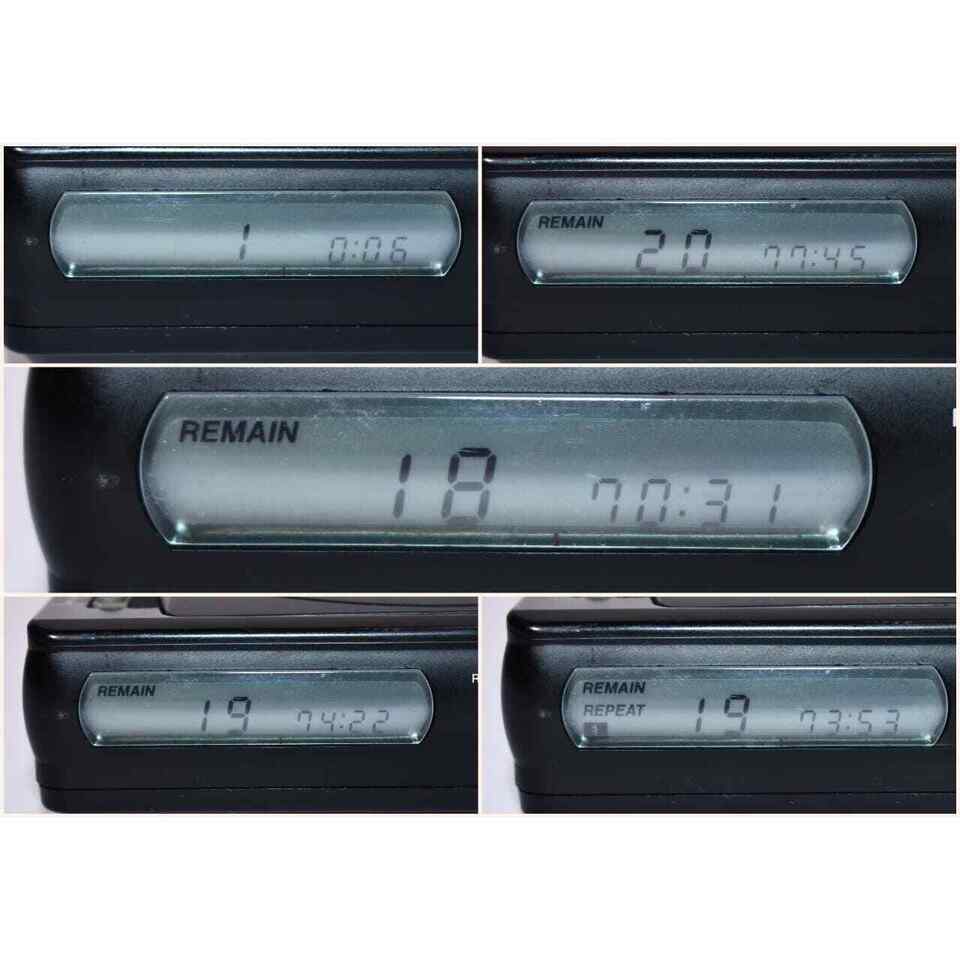 1 0:06
REMAIN
20 77:45
REMAIN
18 70:31
REMAIN
19 74:22
R
REMAIN
REPEAT 19 73:53
1